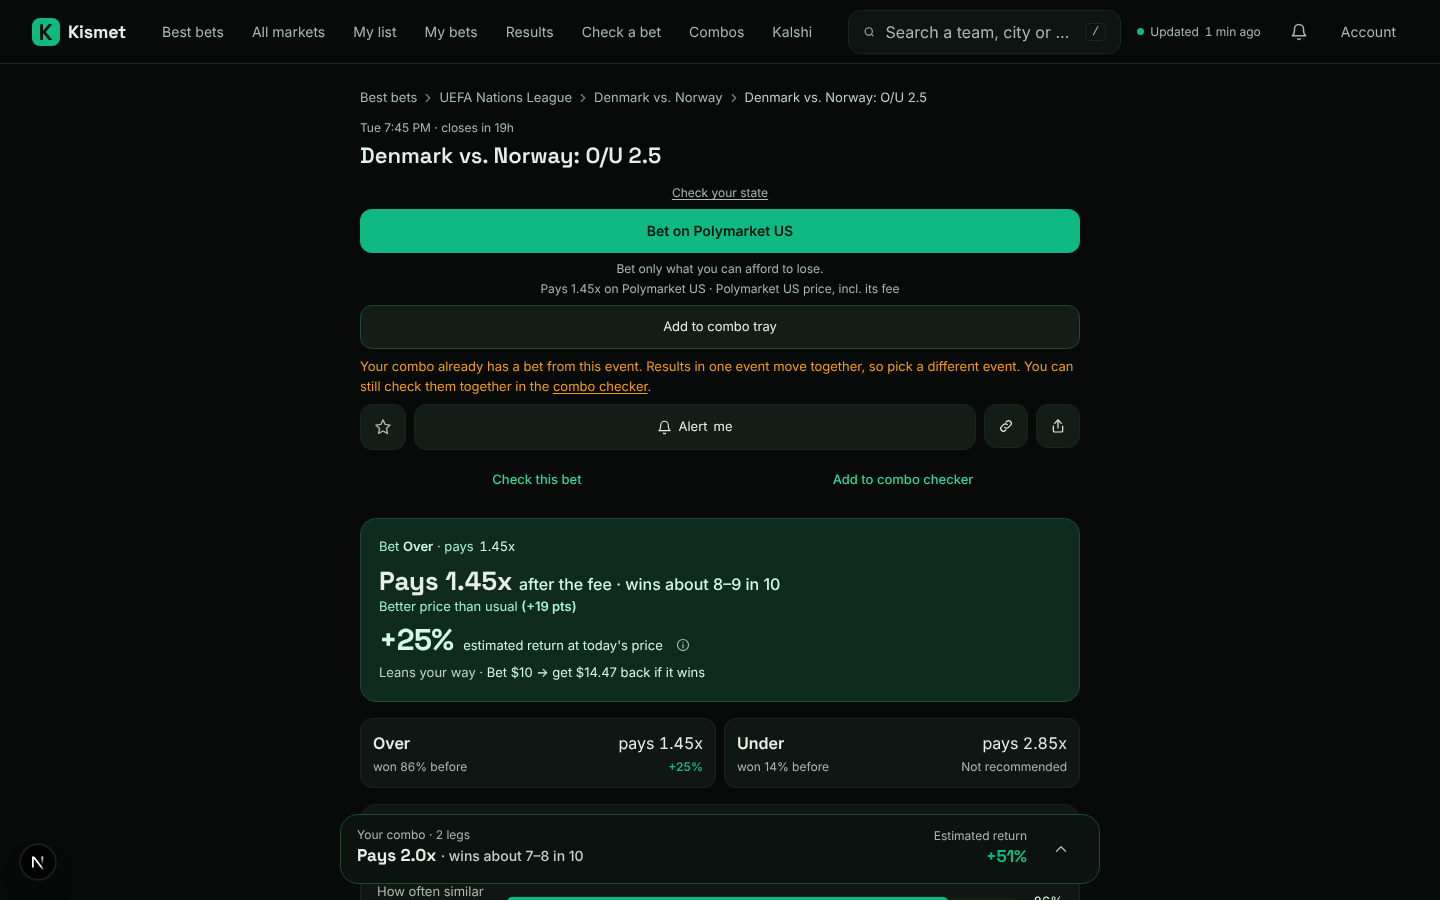 K Kismet Best bets All markets My list My bets Results Check a bet Combos Kalshi Search a team, city or ... / Updated 1 min ago Account
Best bets > UEFA Nations League > Denmark vs. Norway > Denmark vs. Norway: O/U 2.5
Tue 7:45 PM · closes in 19h
Denmark vs. Norway: O/U 2.5
Check your state
Bet on Polymarket US
Bet only what you can afford to lose.
Pays 1.45x on Polymarket US · Polymarket US price, incl. its fee
Add to combo tray
Your combo already has a bet from this event. Results in one event move together, so pick a different event. You can
still check them together in the combo checker.
Alert me
Check this bet Add to combo checker
Bet Over · pays 1.45x
Pays 1.45x after the fee · wins about 8–9 in 10
Better price than usual (+19 pts)
+25% estimated return at today's price
Leans your way · Bet $10 → get $14.47 back if it wins
Over pays 1.45x
won 86% before +25%
Under pays 2.85x
won 14% before Not recommended
Your combo · 2 legs
Pays 2.0x · wins about 7–8 in 10
Estimated return
+51%
N
How often similar
86%